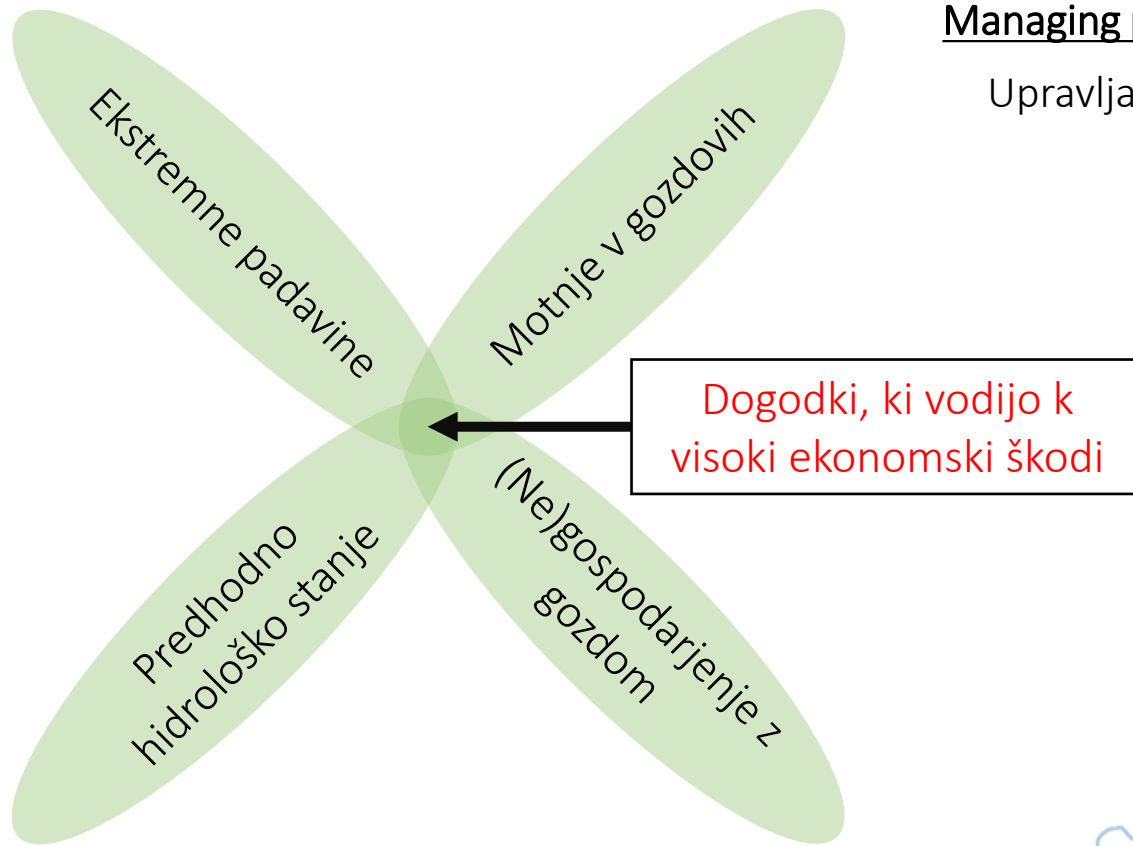 Managing
Upravlja
Ekstremne padavine
Motnje v gozdovih
Dogodki, ki vodijo k
visoki ekonomski škodi
Predhodno
hidrološko stanje
(Ne)gospodarjenje z
gozdom